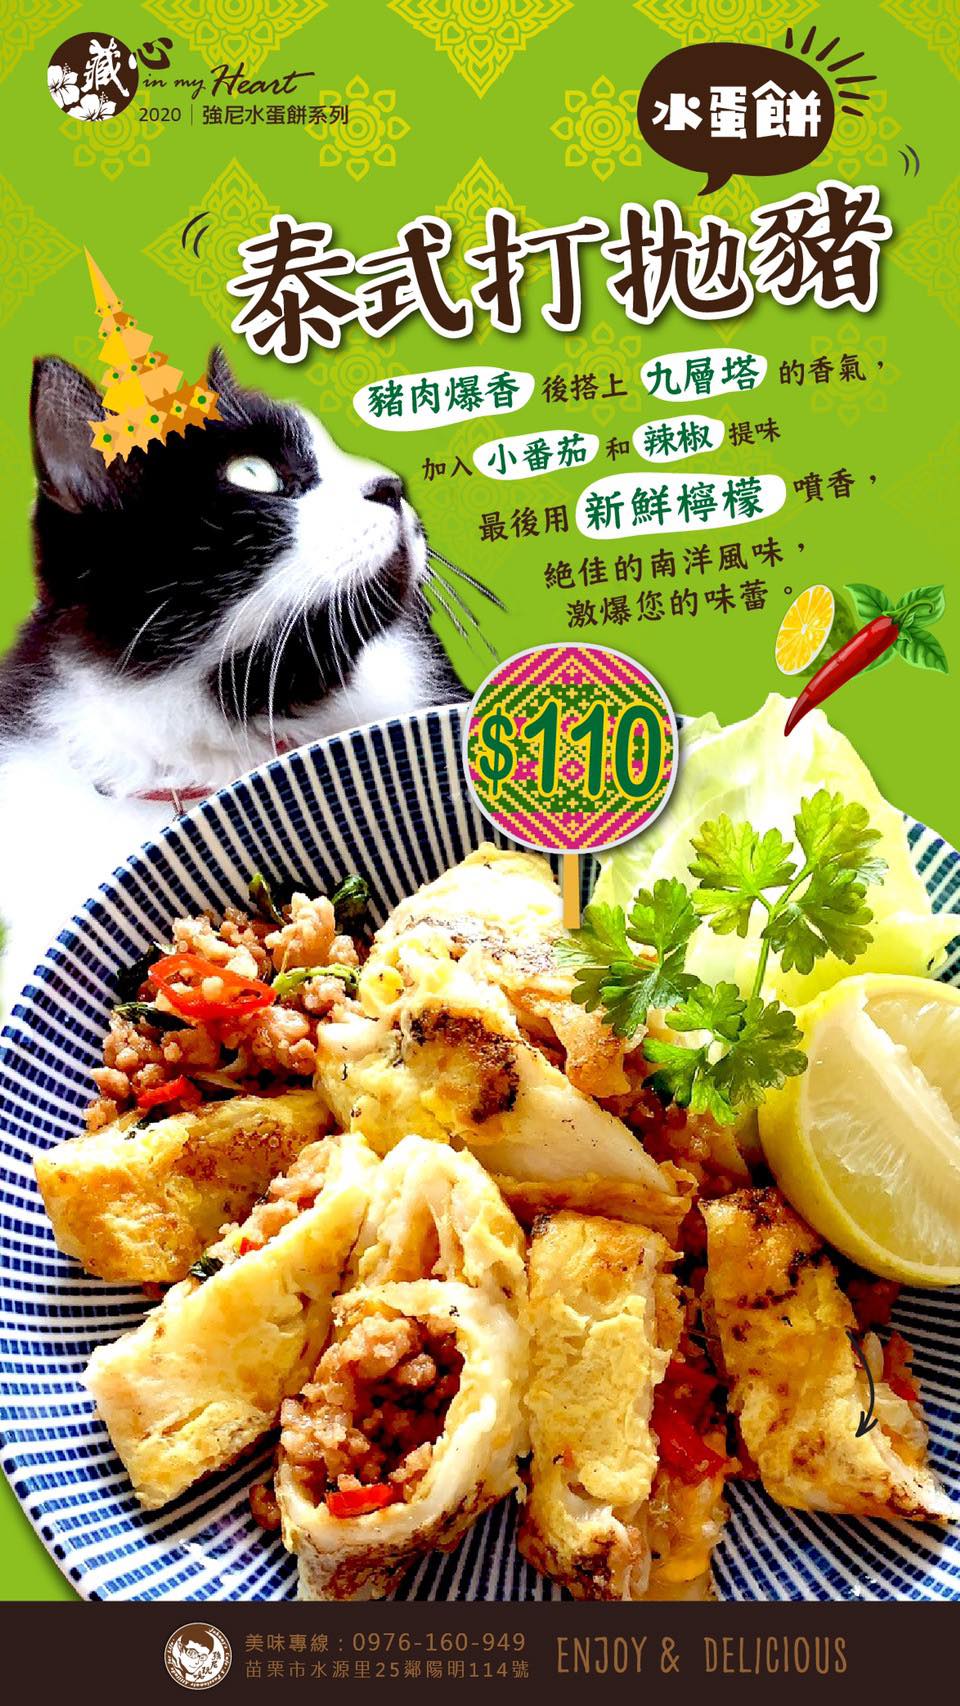 藏心
in my Heart
2020｜強尼水蛋餅系列
水蛋餅
泰式打拋豬
豬肉爆香 後搭上 九層塔 的香氣，
加入 小番茄 和 辣椒 提味
最後用 新鮮檸檬 噴香，
絕佳的南洋風味，
激爆您的味蕾。
$110
美味專線：0976-160-949
苗栗市水源里25鄰陽明114號
ENJOY & DELICIOUS